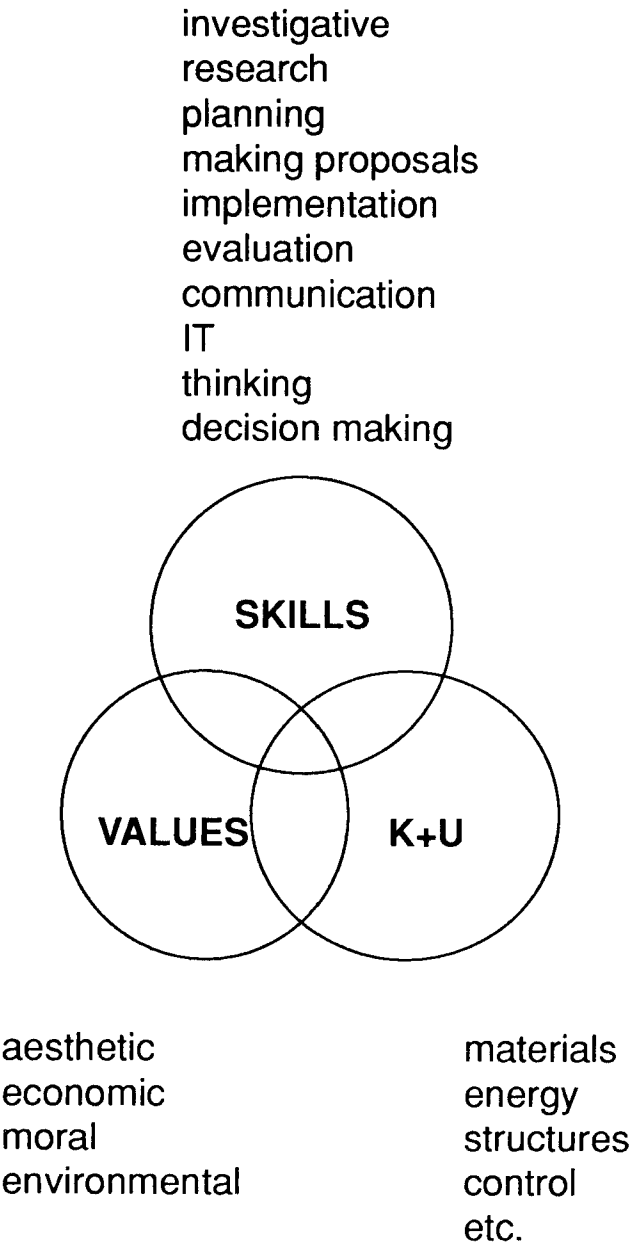 investigative
research
planning
making proposals
implementation
evaluation
communication
IT
thinking
decision making
SKILLS
VALUES
K+U
aesthetic
economic
moral
environmental
materials
energy
structures
control
etc.